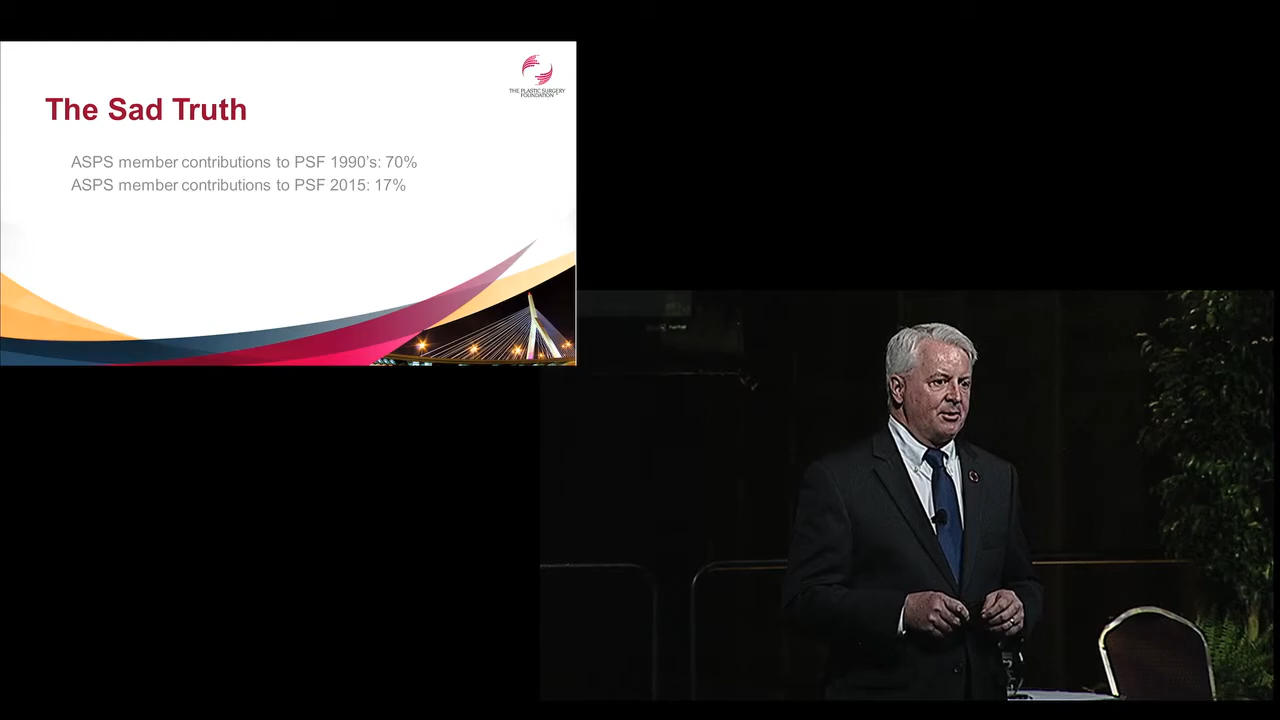 THE PLASTIC SURGERY
FOUNDATION
The Sad Truth
ASPS member contributions to PSF 1990's: 70%
ASPS member contributions to PSF 2015: 17%